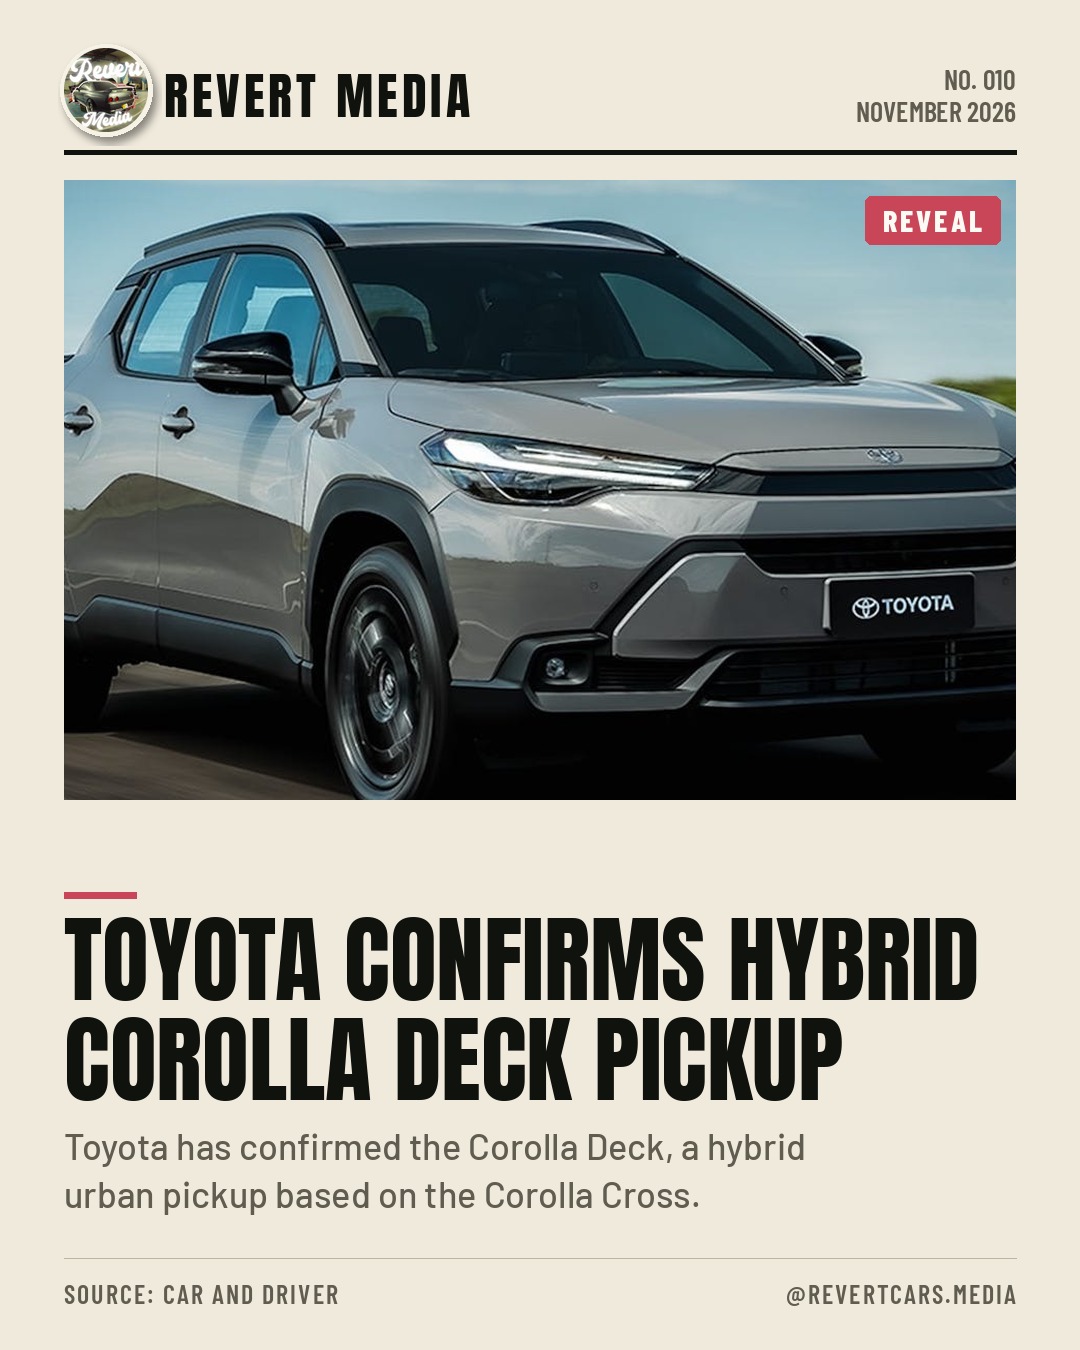 Revert
Media
REVERT MEDIA
NO. 010
NOVEMBER 2026
REVEAL
TOYOTA
TOYOTA CONFIRMS HYBRID
COROLLA DECK PICKUP
Toyota has confirmed the Corolla Deck, a hybrid
urban pickup based on the Corolla Cross.
SOURCE: CAR AND DRIVER
@REVERTCARS.MEDIA